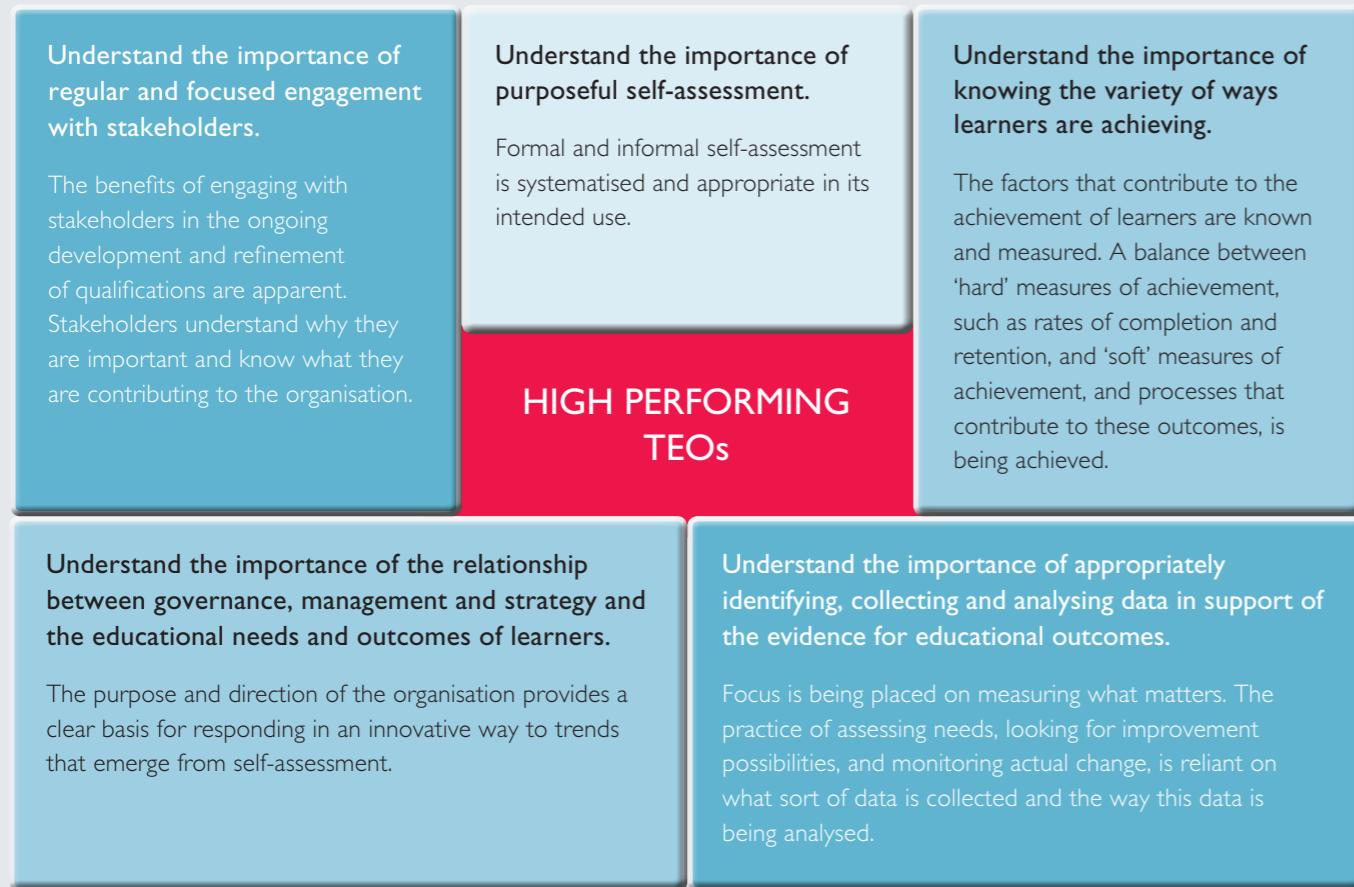 Understand the importance of
regular and focused engagement
with stakeholders.
The benefits of engaging with
stakeholders in the ongoing
development and refinement
of qualifications are apparent.
Stakeholders understand why they
are important and know what they
are contributing to the organisation.
Understand the importance of
purposeful self-assessment.
Formal and informal self-assessment
is systematised and appropriate in its
intended use.
Understand the importance of
knowing the variety of ways
learners are achieving.
The factors that contribute to the
achievement of learners are known
and measured. A balance between
‘hard’ measures of achievement,
such as rates of completion and
retention, and ‘soft’ measures of
achievement, and processes that
contribute to these outcomes, is
being achieved.
HIGH PERFORMING
TEOs
Understand the importance of the relationship
between governance, management and strategy and
the educational needs and outcomes of learners.
The purpose and direction of the organisation provides a
clear basis for responding in an innovative way to trends
that emerge from self-assessment.
Understand the importance of appropriately
identifying, collecting and analysing data in support of
the evidence for educational outcomes.
Focus is being placed on measuring what matters. The
practice of assessing needs, looking for improvement
possibilities, and monitoring actual change, is reliant on
what sort of data is collected and the way this data is
being analysed.